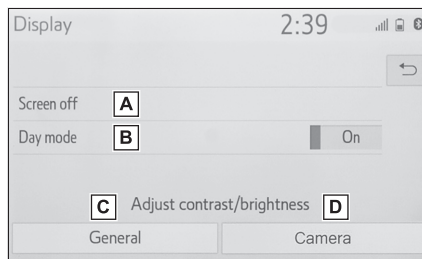 Display 2:39
Screen off A
Day mode B On
C Adjust contrast/brightness D
General Camera